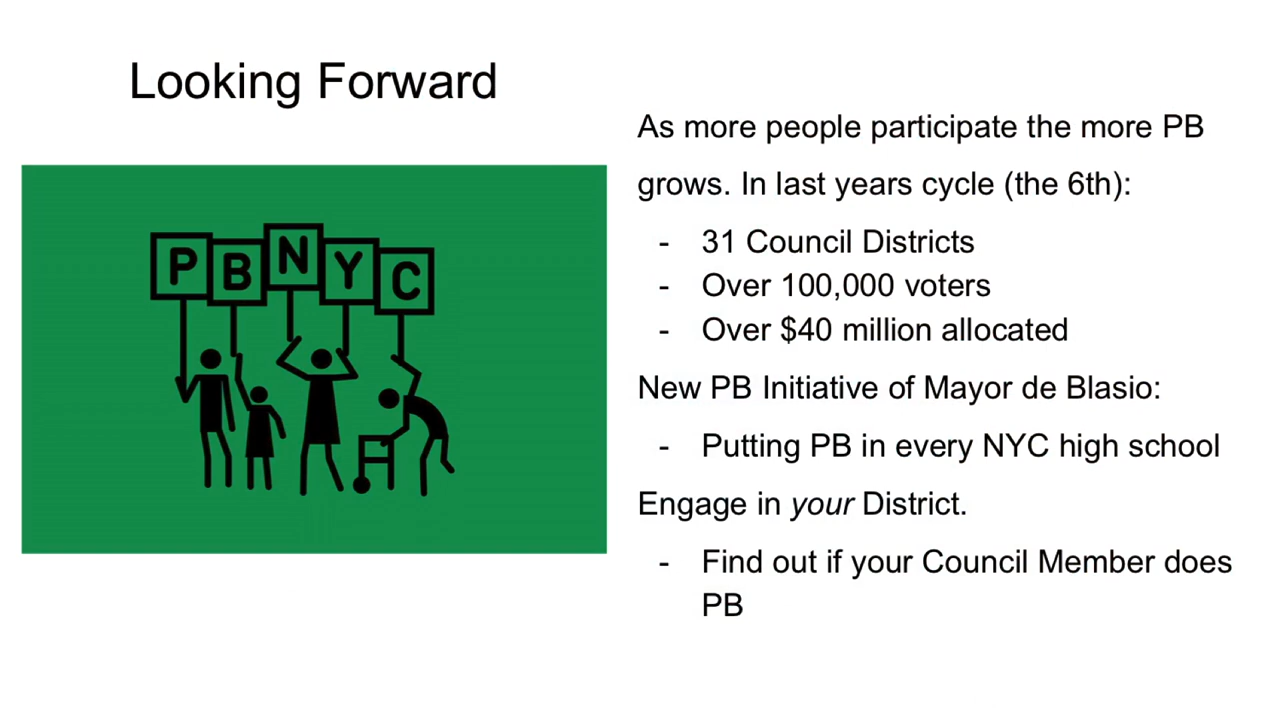 Looking Forward
PBNYC
As more people participate the more PB
grows. In last years cycle (the 6th):
- 31 Council Districts
- Over 100,000 voters
- Over $40 million allocated
New PB Initiative of Mayor de Blasio:
- Putting PB in every NYC high school
Engage in your District.
- Find out if your Council Member does
PB